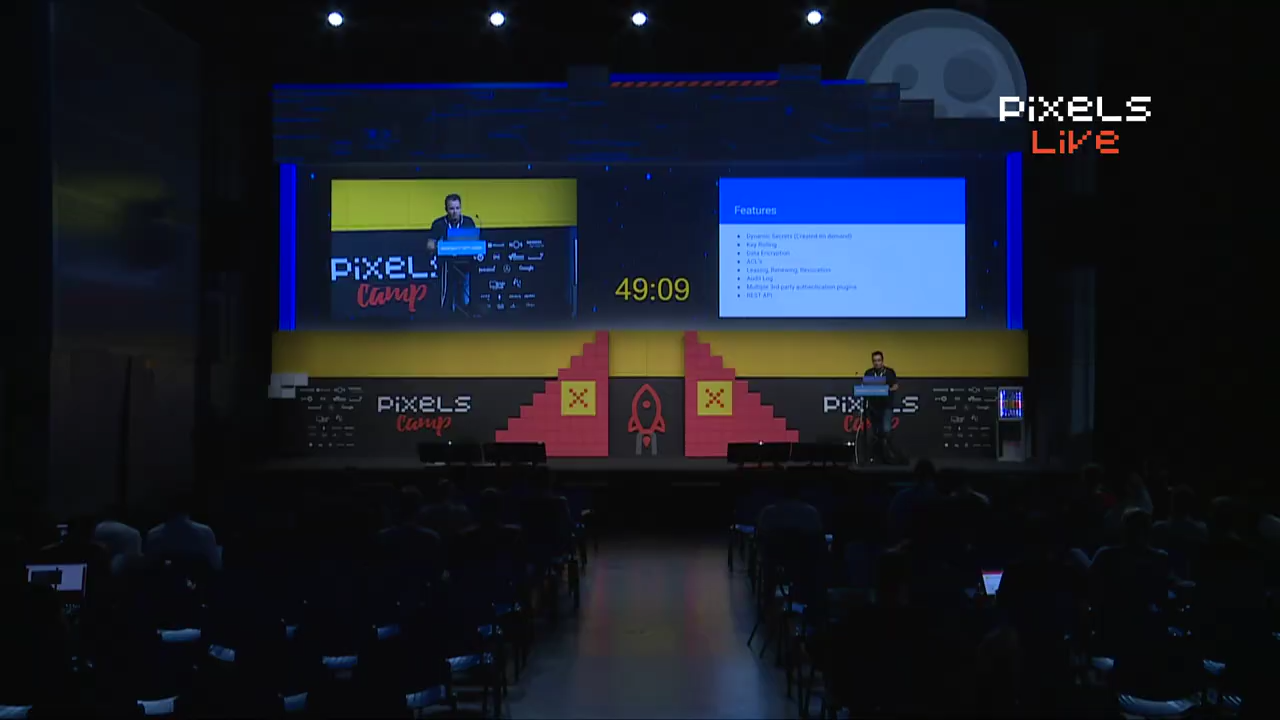 PiXELS
Live
Features
Dynamic Secrets (Created on demand)
Key Rolling
Data Encryption
ACL's
Leasing, Renewing, Revocation
Audit Log
Multiple 3rd party authentication plugins
REST API
PiXELS
Camp
49:09
PiXELS
Camp
PiXELS
Camp